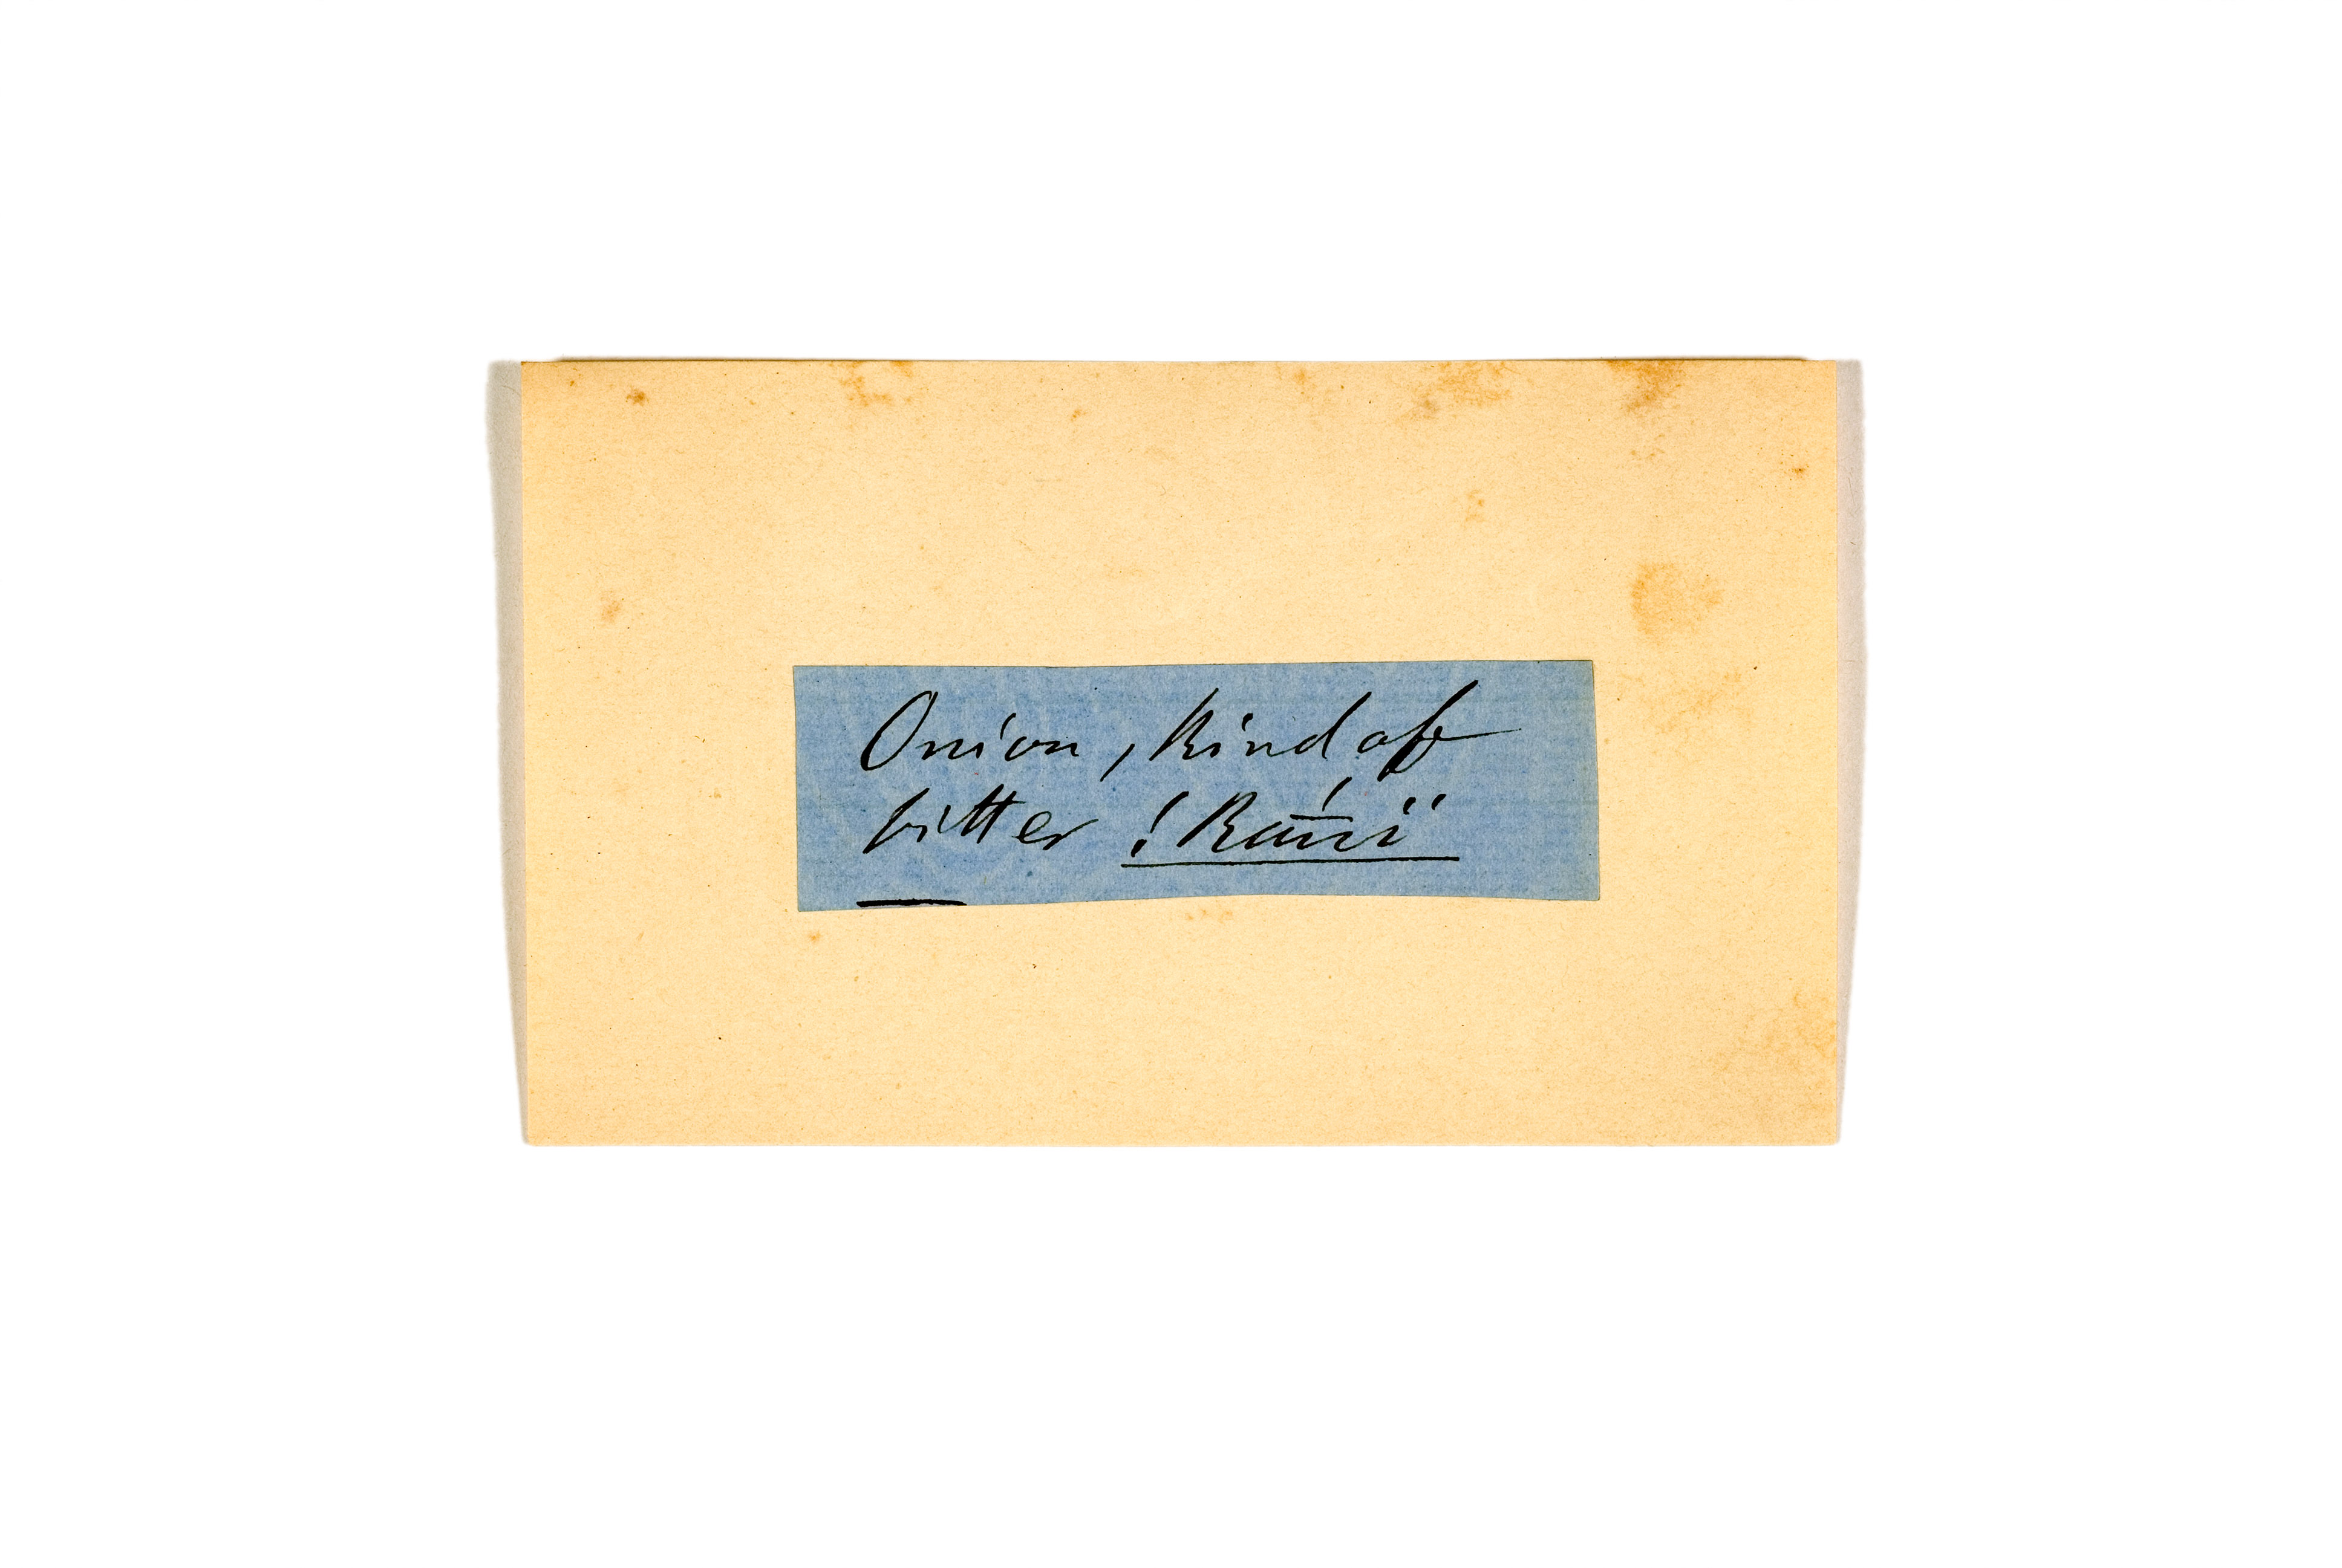 Onion, kind of
bitter